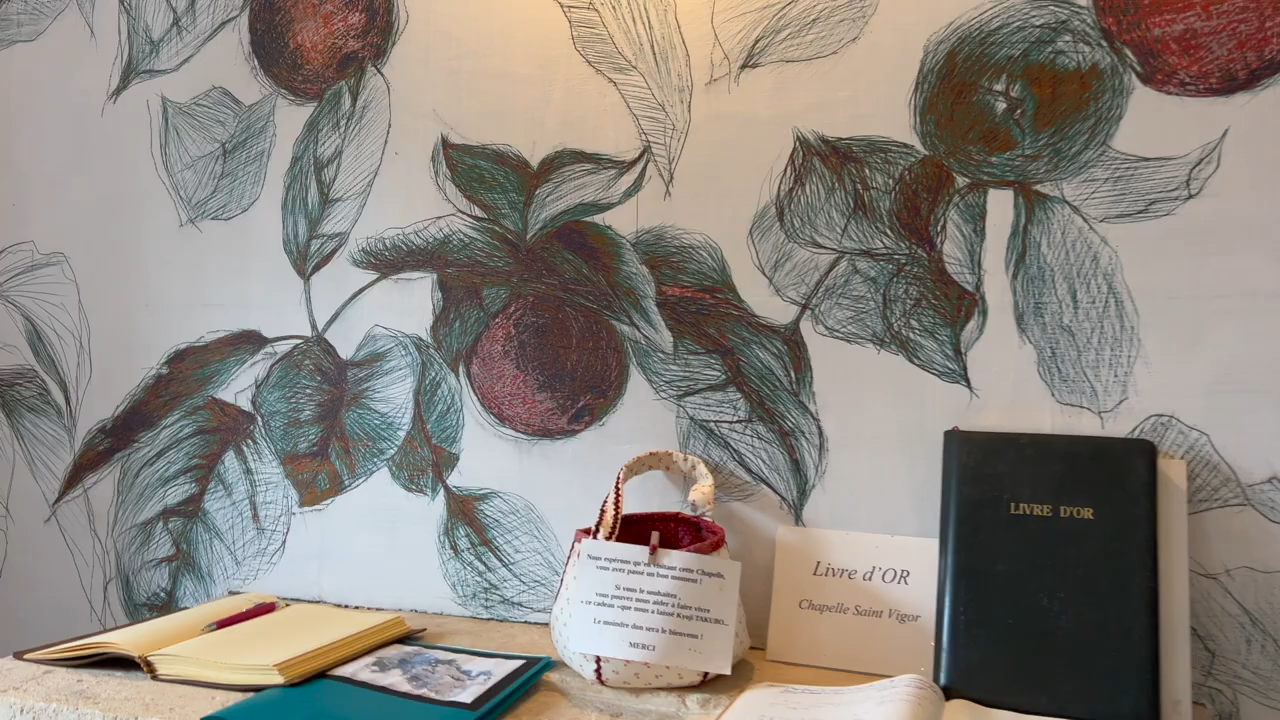 Nous espérons qu'en visitant cette Chapelle,
vous avez passé un bon moment !
Si vous le souhaitez ,
vous pouvez nous aider à faire vivre
« ce cadeau «que nous a laissé Kyoji TAKUBO...
Le moindre don sera le bienvenu !
MERCI
Livre d'OR
Chapelle Saint Vigor
LIVRE D'OR